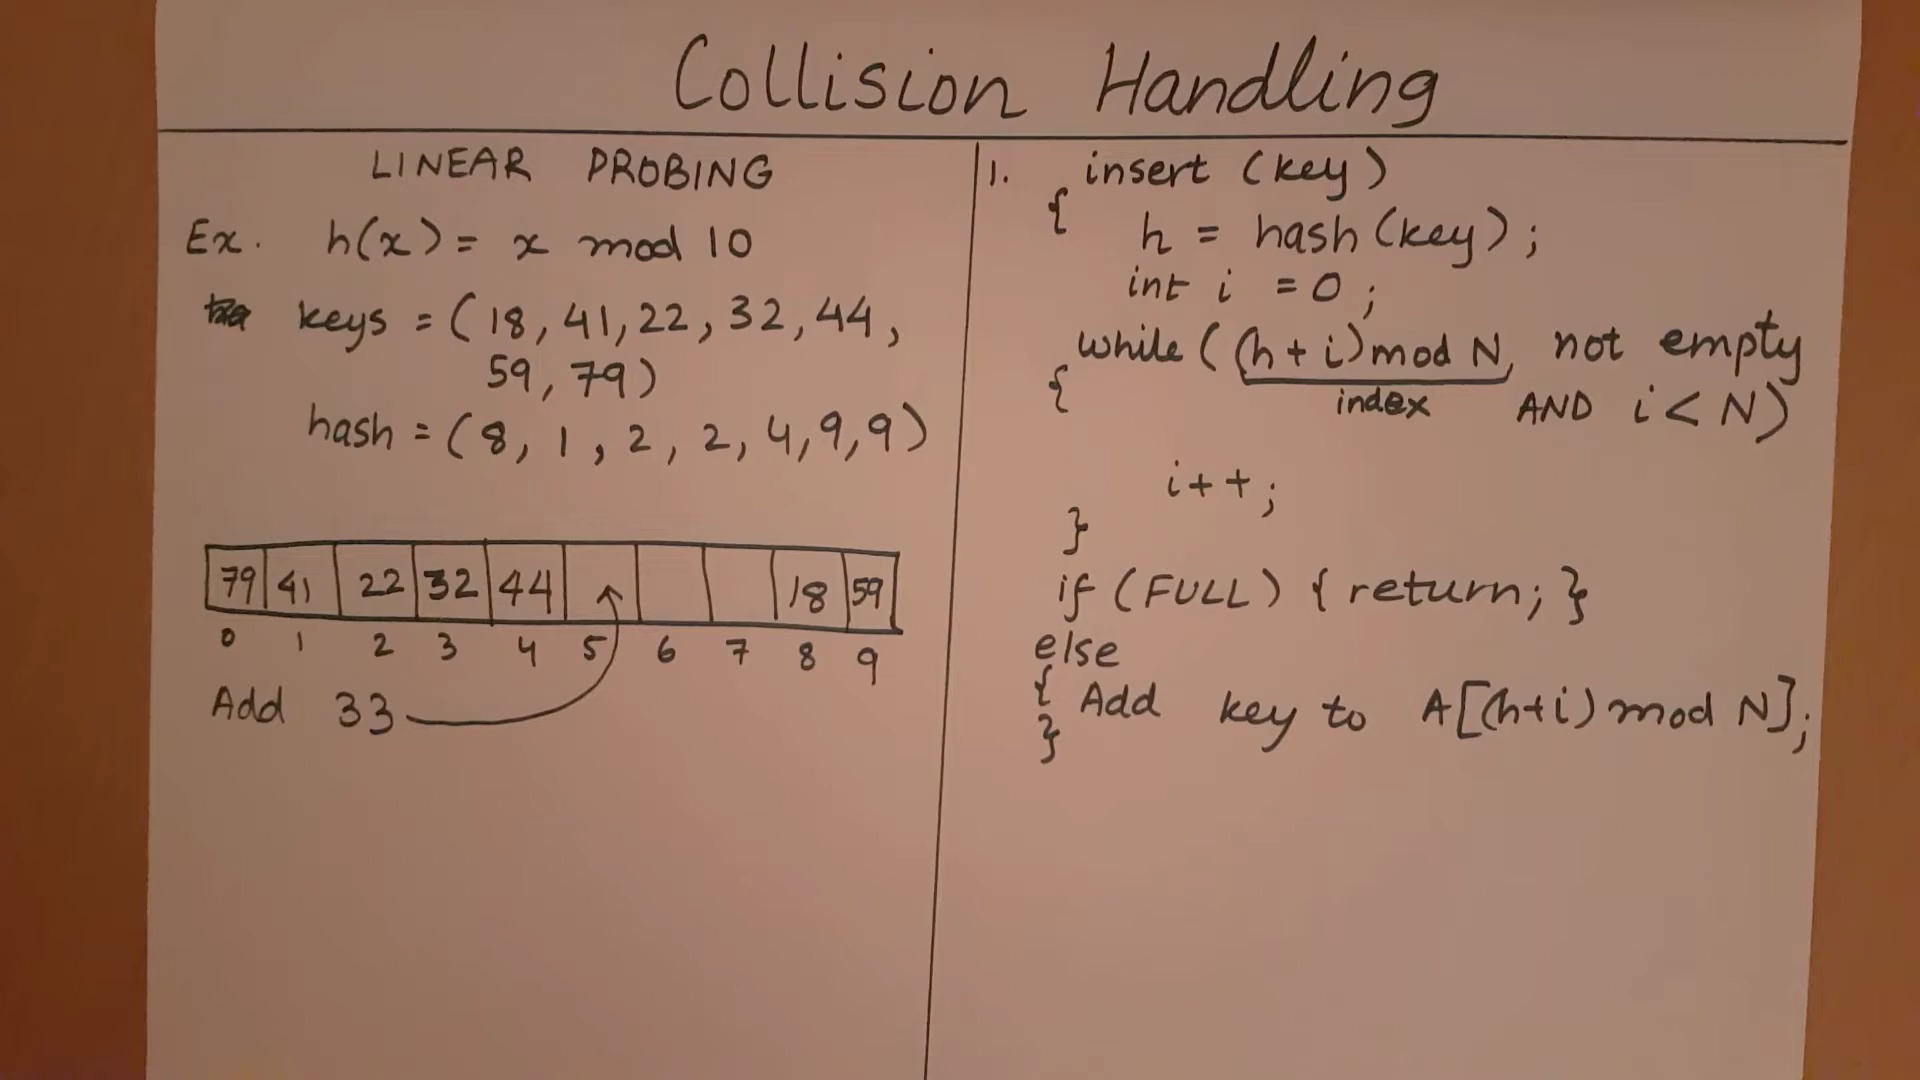 Collision Handling
LINEAR PROBING
Ex. h(x) = x mod 10
keys = (18, 41, 22, 32, 44,
59, 79)
hash = (8, 1, 2, 2, 4, 9, 9)
79 41 22 32 44 18 59
0 1 2 3 4 5 6 7 8 9
Add 33
1. insert (key)
{
h = hash (key);
int i = 0;
while ((h + i) mod N, not empty
{
index AND i < N)
i++;
}
if (FULL) { return; }
else
{ Add key to A[(h+i) mod N];
}